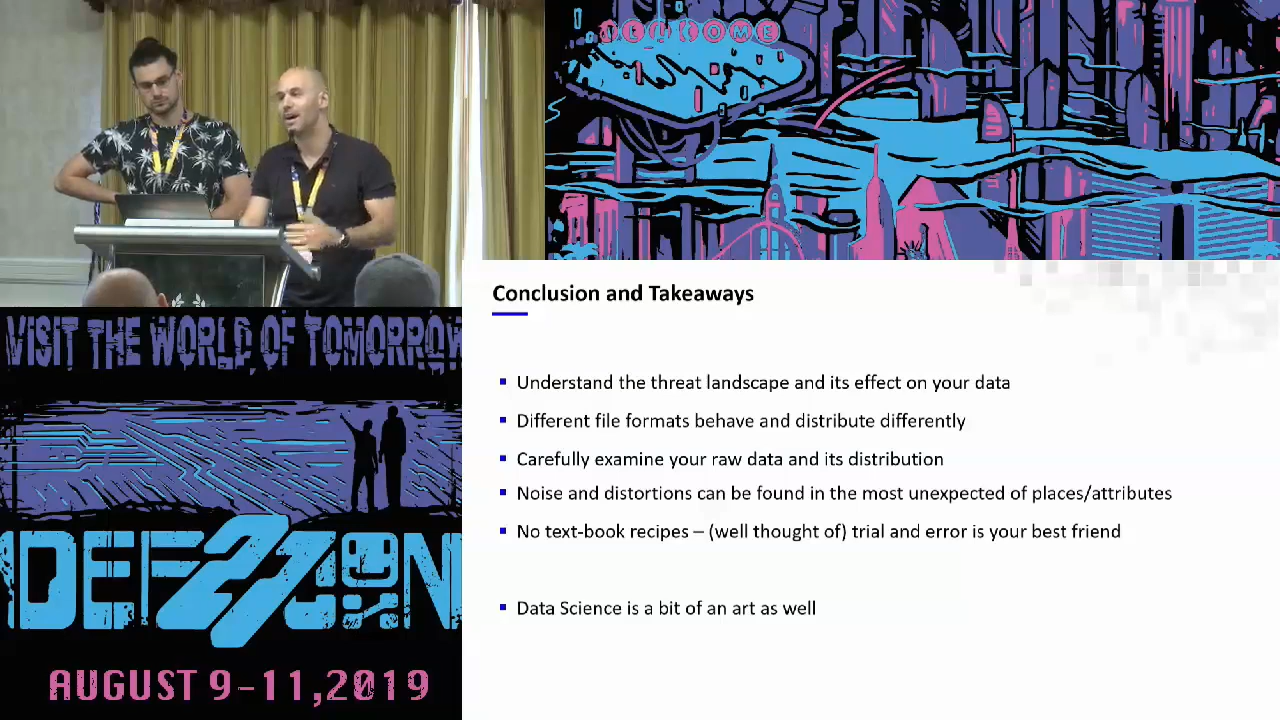 WELCOME
VISIT THE WORLD OF TOMORROW
DEFCON
AUGUST 9-11,2019
Conclusion and Takeaways
Understand the threat landscape and its effect on your data
Different file formats behave and distribute differently
Carefully examine your raw data and its distribution
Noise and distortions can be found in the most unexpected of places/attributes
No text-book recipes – (well thought of) trial and error is your best friend
Data Science is a bit of an art as well